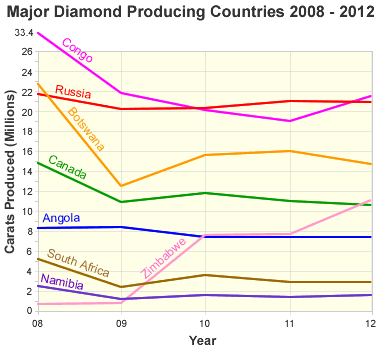 Major Diamond Producing Countries 2008 - 2012
33.4
26
24
22
20
18
16
14
12
10
8
6
4
2
0
Carats Produced (Millions)
Congo
Russia
Botswana
Canada
Angola
Zimbabwe
South Africa
Namibia
08
09
10
11
12
Year